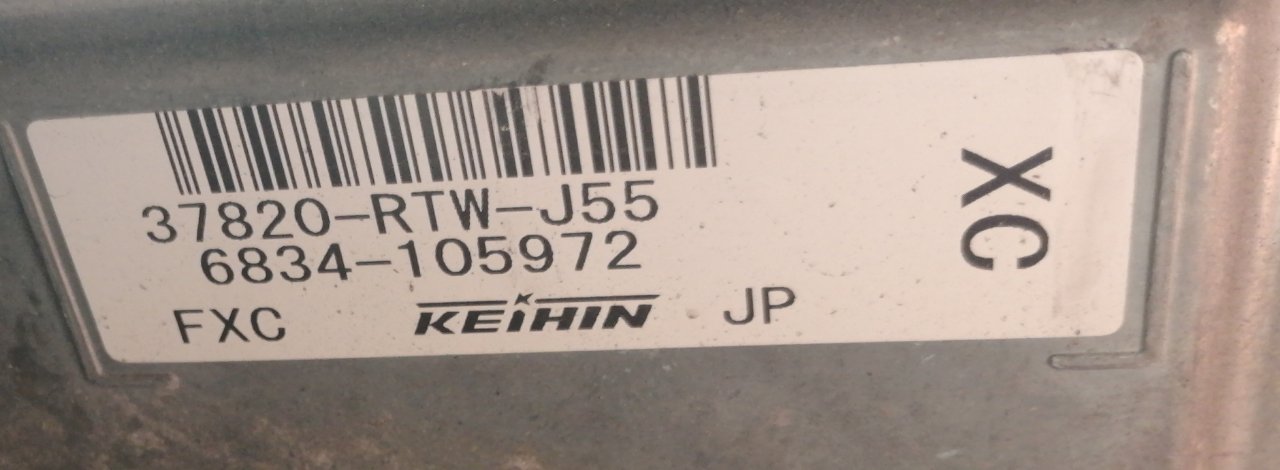 37820-RTW-J55
6834-105972
FXC KEIHIN JP
XC